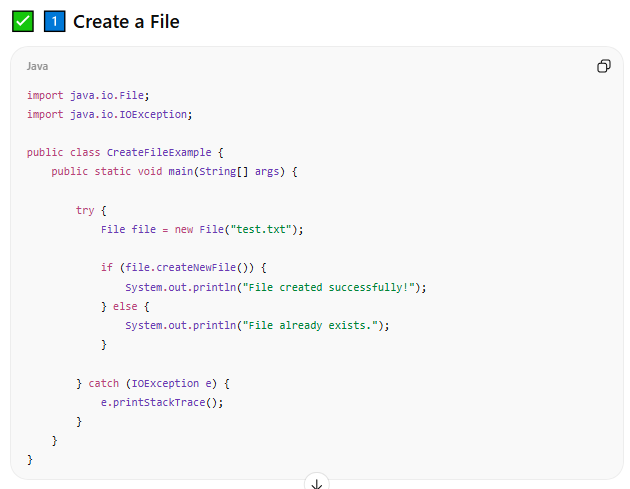 ✅ 1️⃣ Create a File
Java
import java.io.File;
import java.io.IOException;
public class CreateFileExample {
    public static void main(String[] args) {
        try {
            File file = new File("test.txt");
            if (file.createNewFile()) {
                System.out.println("File created successfully!");
            } else {
                System.out.println("File already exists.");
            }
        } catch (IOException e) {
            e.printStackTrace();
        }
    }
}